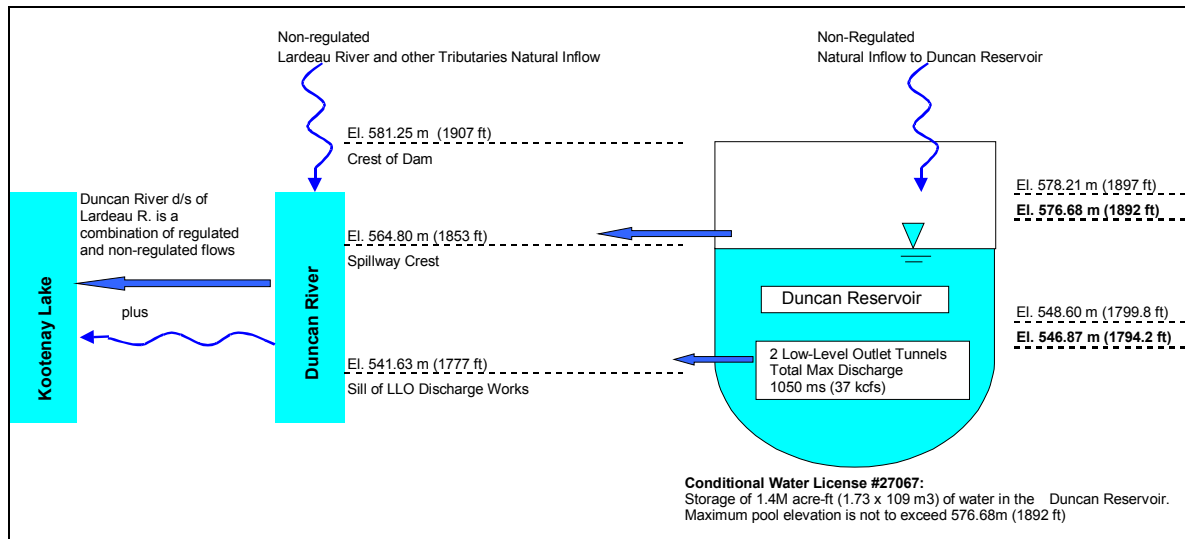 Non-regulated
Lardeau River and other Tributaries Natural Inflow
Non-Regulated
Natural Inflow to Duncan Reservoir
El. 581.25 m (1907 ft)
Crest of Dam
El. 578.21 m (1897 ft)
El. 576.68 m (1892 ft)
Duncan River d/s of
Lardeau R. is a
combination of regulated
and non-regulated flows
El. 564.80 m (1853 ft)
Spillway Crest
Kootenay Lake
plus
Duncan River
Duncan Reservoir
El. 548.60 m (1799.8 ft)
El. 546.87 m (1794.2 ft)
2 Low-Level Outlet Tunnels
Total Max Discharge
1050 ms (37 kcfs)
El. 541.63 m (1777 ft)
Sill of LLO Discharge Works
Conditional Water License #27067:
Storage of 1.4M acre-ft (1.73 x 109 m3) of water in the Duncan Reservoir.
Maximum pool elevation is not to exceed 576.68m (1892 ft)